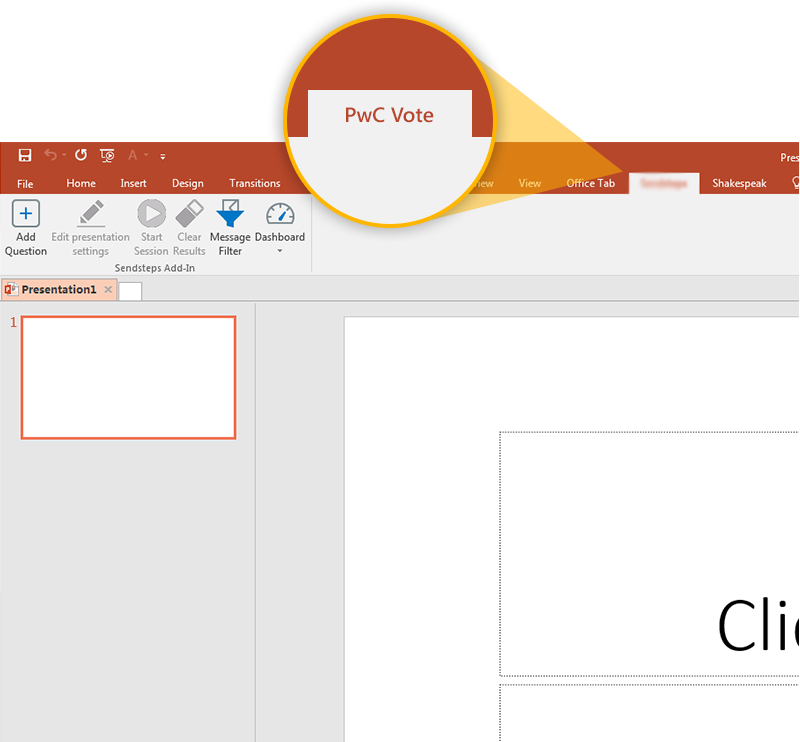 PwC Vote
Pres
File Home Insert Design Transitions iew View Office Tab Sendsteps Shakespeak
Add Question
Edit presentation settings
Start Session
Clear Results
Message Filter
Dashboard
Sendsteps Add-In
Presentation1
1
Clic